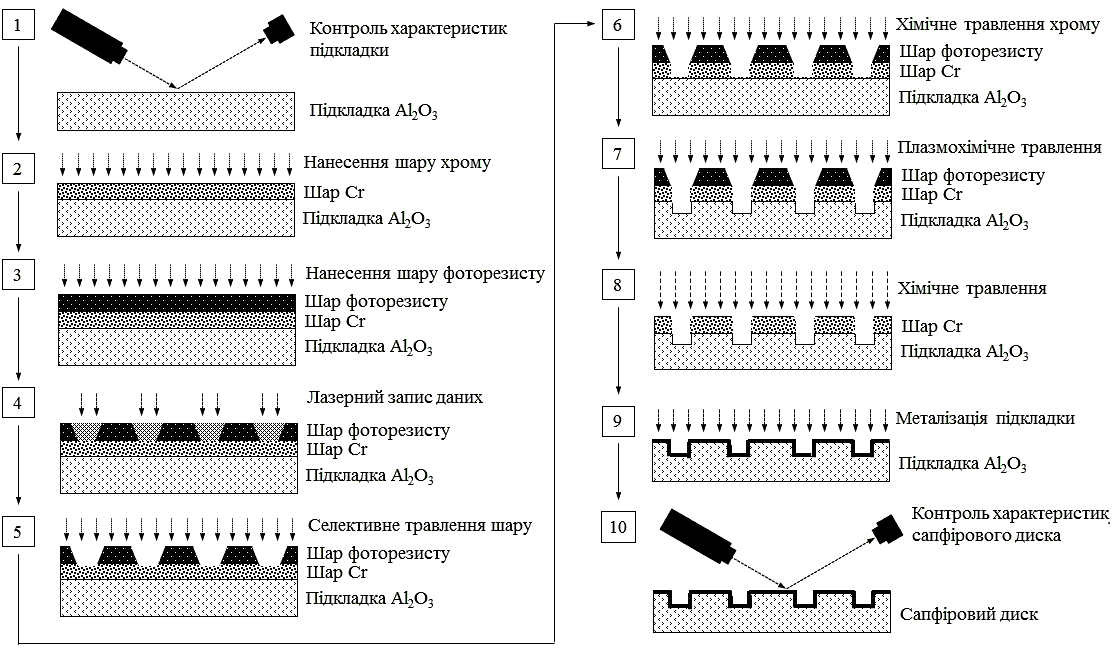 1
Контроль характеристик
підкладки
Підкладка Al₂O₃
2
Нанесення шару хрому
Шар Cr
Підкладка Al₂O₃
3
Нанесення шару фоторезисту
Шар фоторезисту
Шар Cr
Підкладка Al₂O₃
4
Лазерний запис даних
Шар фоторезисту
Шар Cr
Підкладка Al₂O₃
5
Селективне травлення шару
Шар фоторезисту
Шар Cr
Підкладка Al₂O₃
6
Хімічне травлення хрому
Шар фоторезисту
Шар Cr
Підкладка Al₂O₃
7
Плазмохімічне травлення
Шар фоторезисту
Шар Cr
Підкладка Al₂O₃
8
Хімічне травлення
Шар Cr
Підкладка Al₂O₃
9
Металізація підкладки
Підкладка Al₂O₃
10
Контроль характеристик
сапфірового диска
Сапфіровий диск